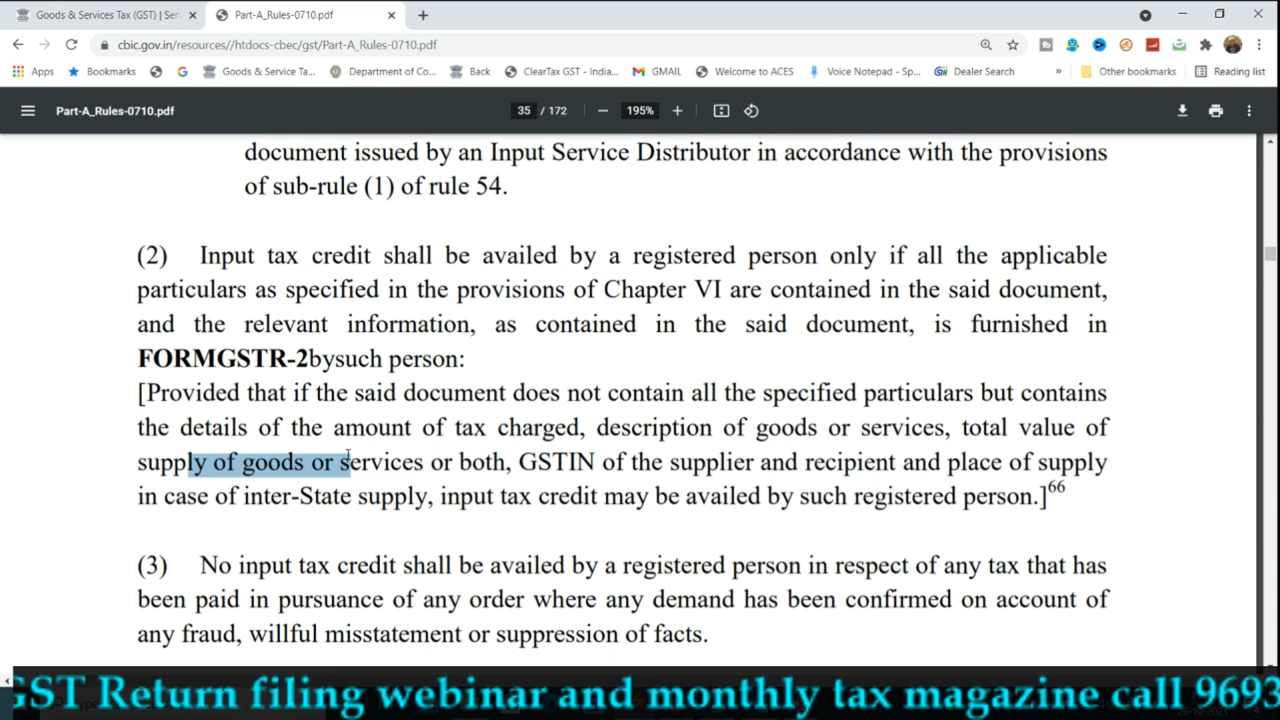 Goods & Services Tax (GST) | Ser
Part-A_Rules-0710.pdf
cbic.gov.in/resources//htdocs-cbec/gst/Part-A_Rules-0710.pdf
Apps Bookmarks Goods & Service Ta... Department of Co... Back ClearTax GST - India... GMAIL Welcome to ACES Voice Notepad - Sp... Dealer Search » Other bookmarks Reading list
Part-A_Rules-0710.pdf 35 / 172 195%
document issued by an Input Service Distributor in accordance with the provisions
of sub-rule (1) of rule 54.
(2) Input tax credit shall be availed by a registered person only if all the applicable
particulars as specified in the provisions of Chapter VI are contained in the said document,
and the relevant information, as contained in the said document, is furnished in
FORMGSTR-2bysuch person:
[Provided that if the said document does not contain all the specified particulars but contains
the details of the amount of tax charged, description of goods or services, total value of
supply of goods or services or both, GSTIN of the supplier and recipient and place of supply
in case of inter-State supply, input tax credit may be availed by such registered person.]66
(3) No input tax credit shall be availed by a registered person in respect of any tax that has
been paid in pursuance of any order where any demand has been confirmed on account of
any fraud, willful misstatement or suppression of facts.
GST Return filing webinar and monthly tax magazine call 9693